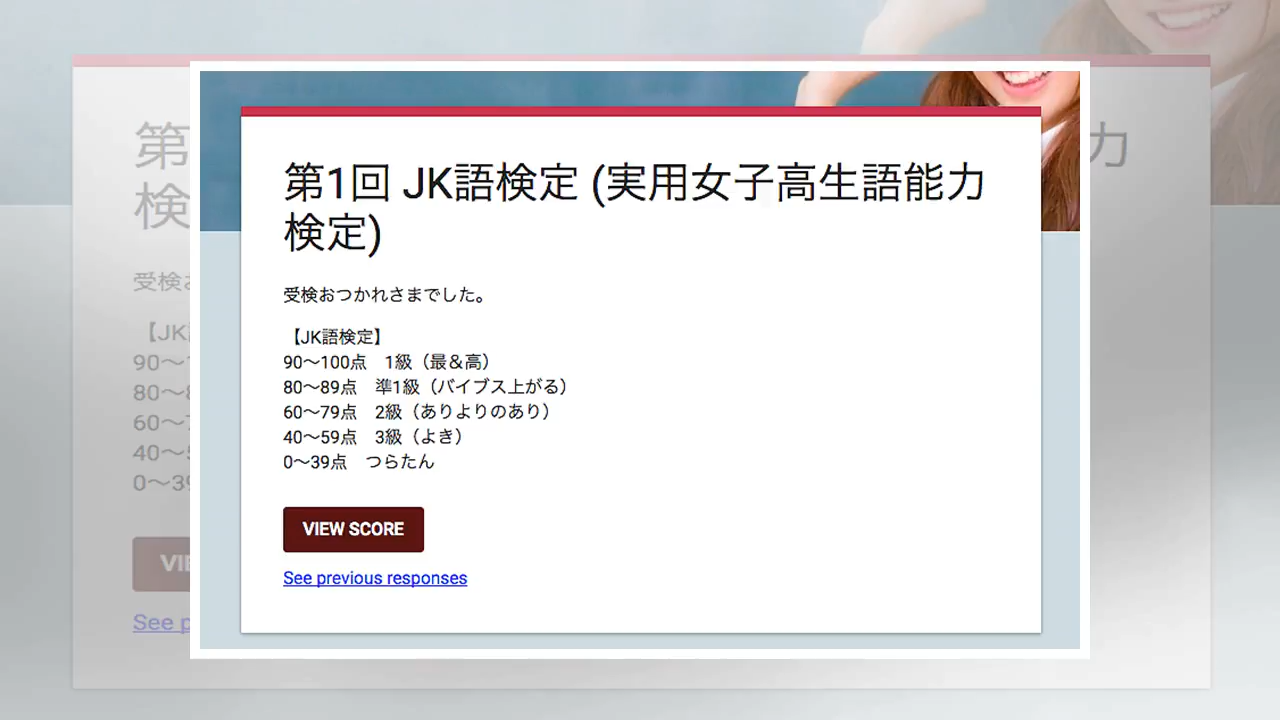 第1回 JK語検定 (実用女子高生語能力
検定)
受検おつかれさまでした。
【JK語検定】
90〜100点　1級（最＆高）
80〜89点　準1級（バイブス上がる）
60〜79点　2級（ありよりのあり）
40〜59点　3級（よき）
0〜39点　つらたん
VIEW SCORE
See previous responses